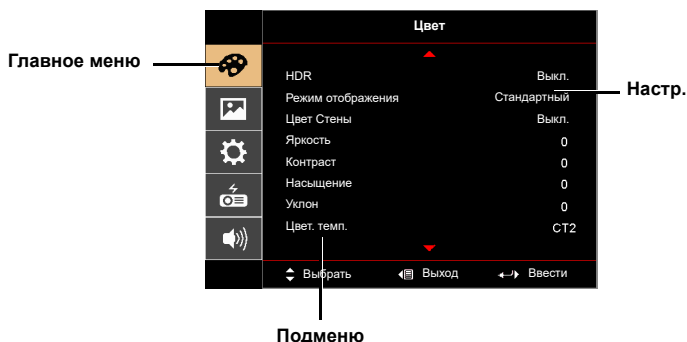 Цвет
Главное меню
HDR Выкл.
Режим отображения Стандартный
Настр.
Цвет Стены Выкл.
Яркость 0
Контраст 0
Насыщение 0
Уклон 0
Цвет. темп. CT2
Выбрать Выход Ввести
Подменю